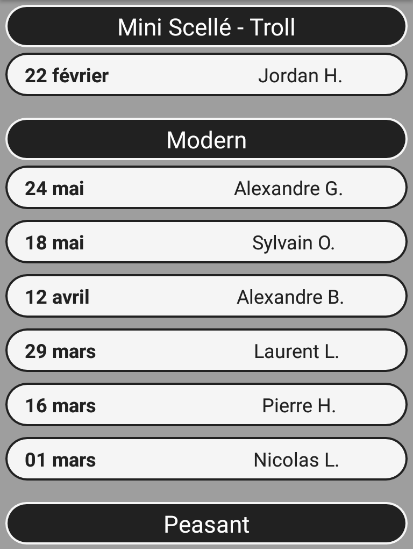 Mini Scellé - Troll
22 février Jordan H.
Modern
24 mai Alexandre G.
18 mai Sylvain O.
12 avril Alexandre B.
29 mars Laurent L.
16 mars Pierre H.
01 mars Nicolas L.
Peasant